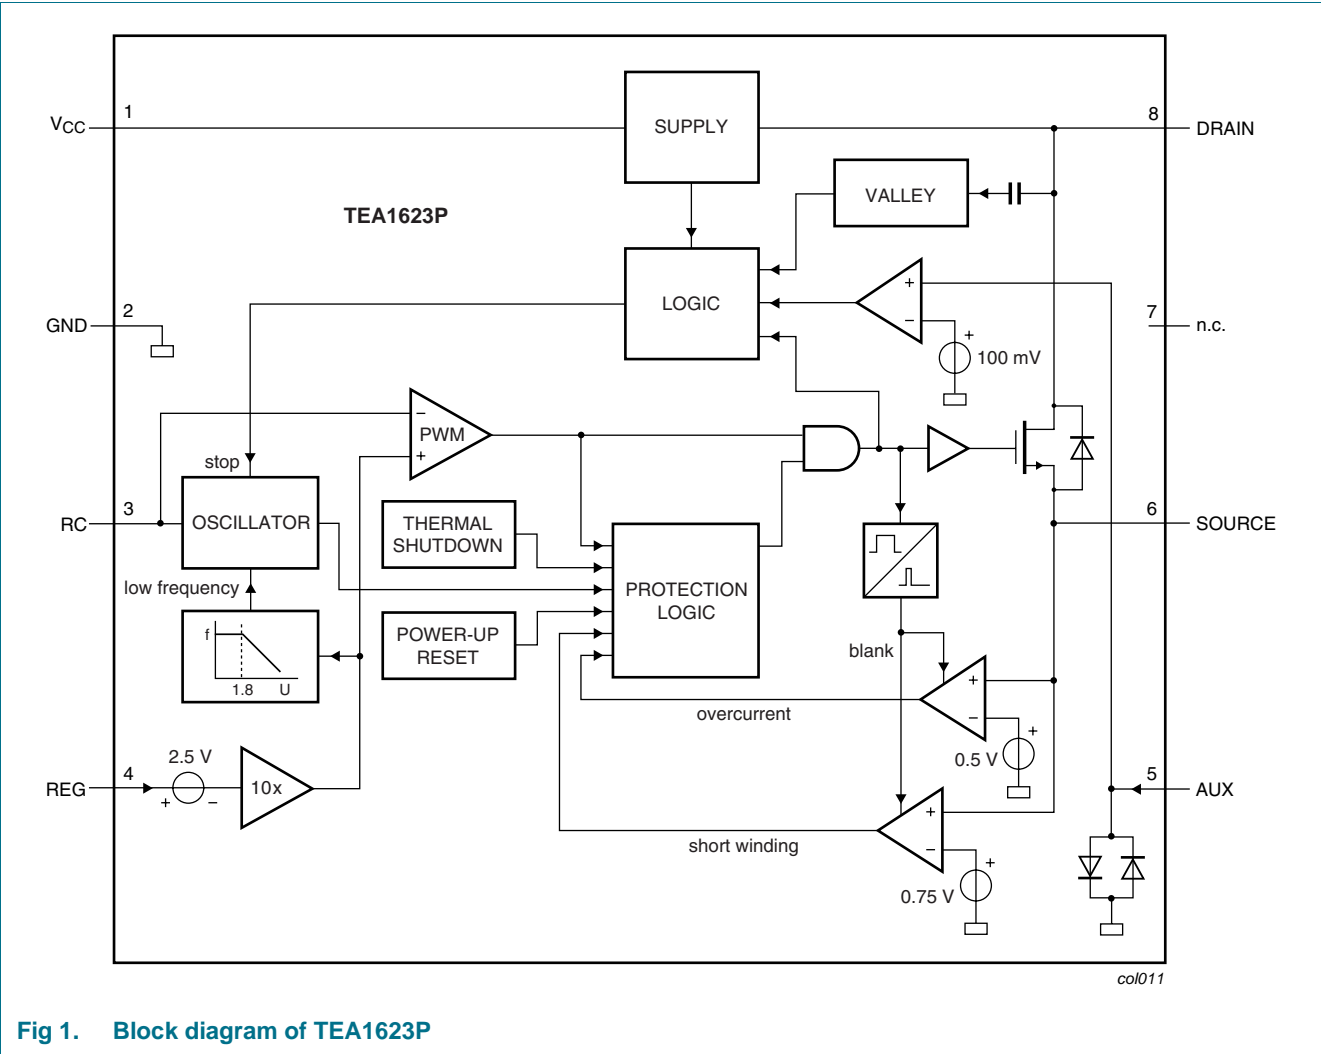 1
VCC
SUPPLY
8
DRAIN
VALLEY
TEA1623P
LOGIC
+
−
2
GND
7
n.c.
+
100 mV
−
PWM
+
stop
3
RC
OSCILLATOR
THERMAL
SHUTDOWN
6
SOURCE
low frequency
PROTECTION
LOGIC
f
1.8
U
POWER-UP
RESET
blank
+
−
overcurrent
+
0.5 V
2.5 V
4
REG
+
−
10x
5
AUX
+
−
short winding
+
0.75 V
col011
Fig 1. Block diagram of TEA1623P